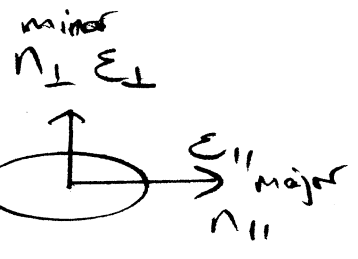 minor
n⊥ ε⊥
ε∥
major
n∥